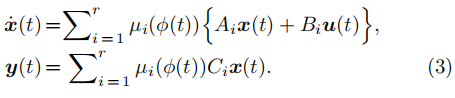 ẋ(t) = ∑_{i=1}^{r} μ_i(ϕ(t)) { A_i x(t) + B_i u(t) },
y(t) = ∑_{i=1}^{r} μ_i(ϕ(t)) C_i x(t). (3)